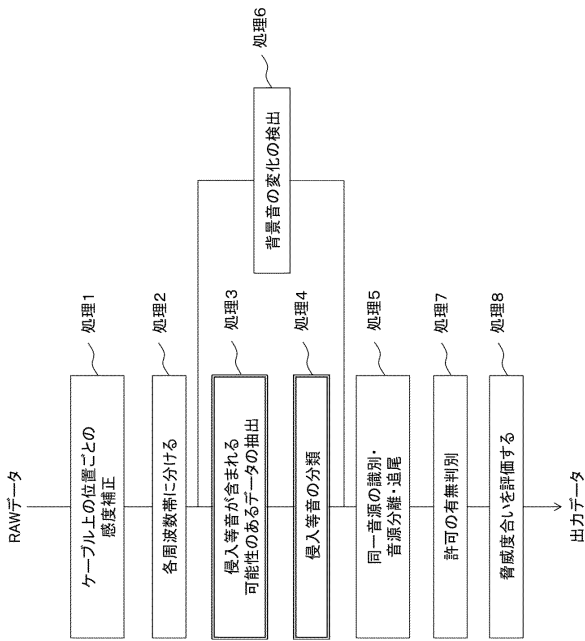 RAWデータ
ケーブル上の位置ごとの
感度補正
処理1
各周波数帯に分ける
処理2
侵入等音が含まれる
可能性のあるデータの抽出
処理3
侵入等音の分類
処理4
背景音の変化の検出
処理6
同一音源の識別・
音源分離・追尾
処理5
許可の有無判別
処理7
脅威度合いを評価する
処理8
出力データ